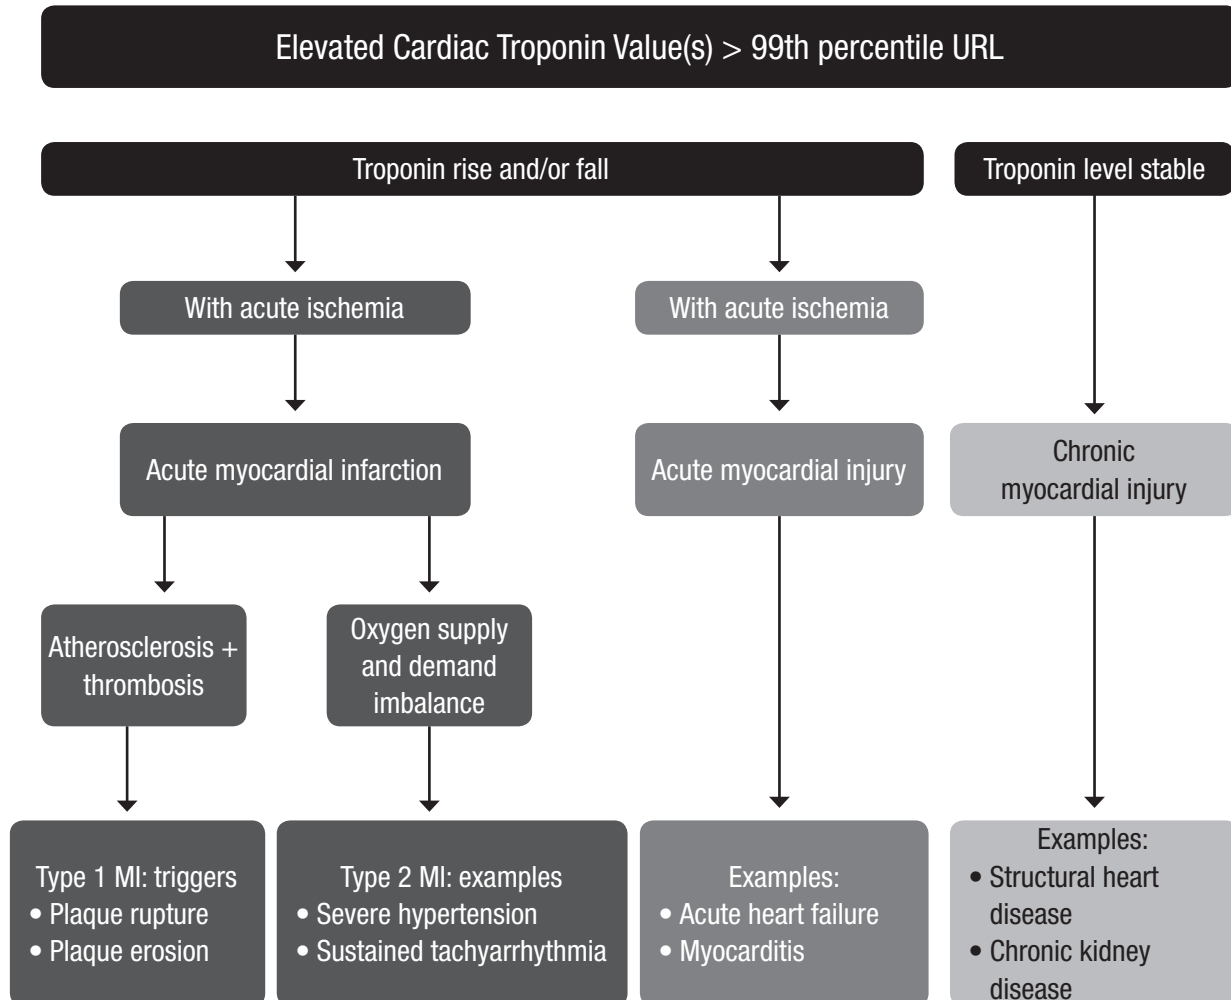 Elevated Cardiac Troponin Value(s) > 99th percentile URL
Troponin rise and/or fall
Troponin level stable
With acute ischemia
With acute ischemia
Acute myocardial infarction
Acute myocardial injury
Chronic
myocardial injury
Atherosclerosis +
thrombosis
Oxygen supply
and demand
imbalance
Type 1 MI: triggers
• Plaque rupture
• Plaque erosion
Type 2 MI: examples
• Severe hypertension
• Sustained tachyarrhythmia
Examples:
• Acute heart failure
• Myocarditis
Examples:
• Structural heart
disease
• Chronic kidney
disease